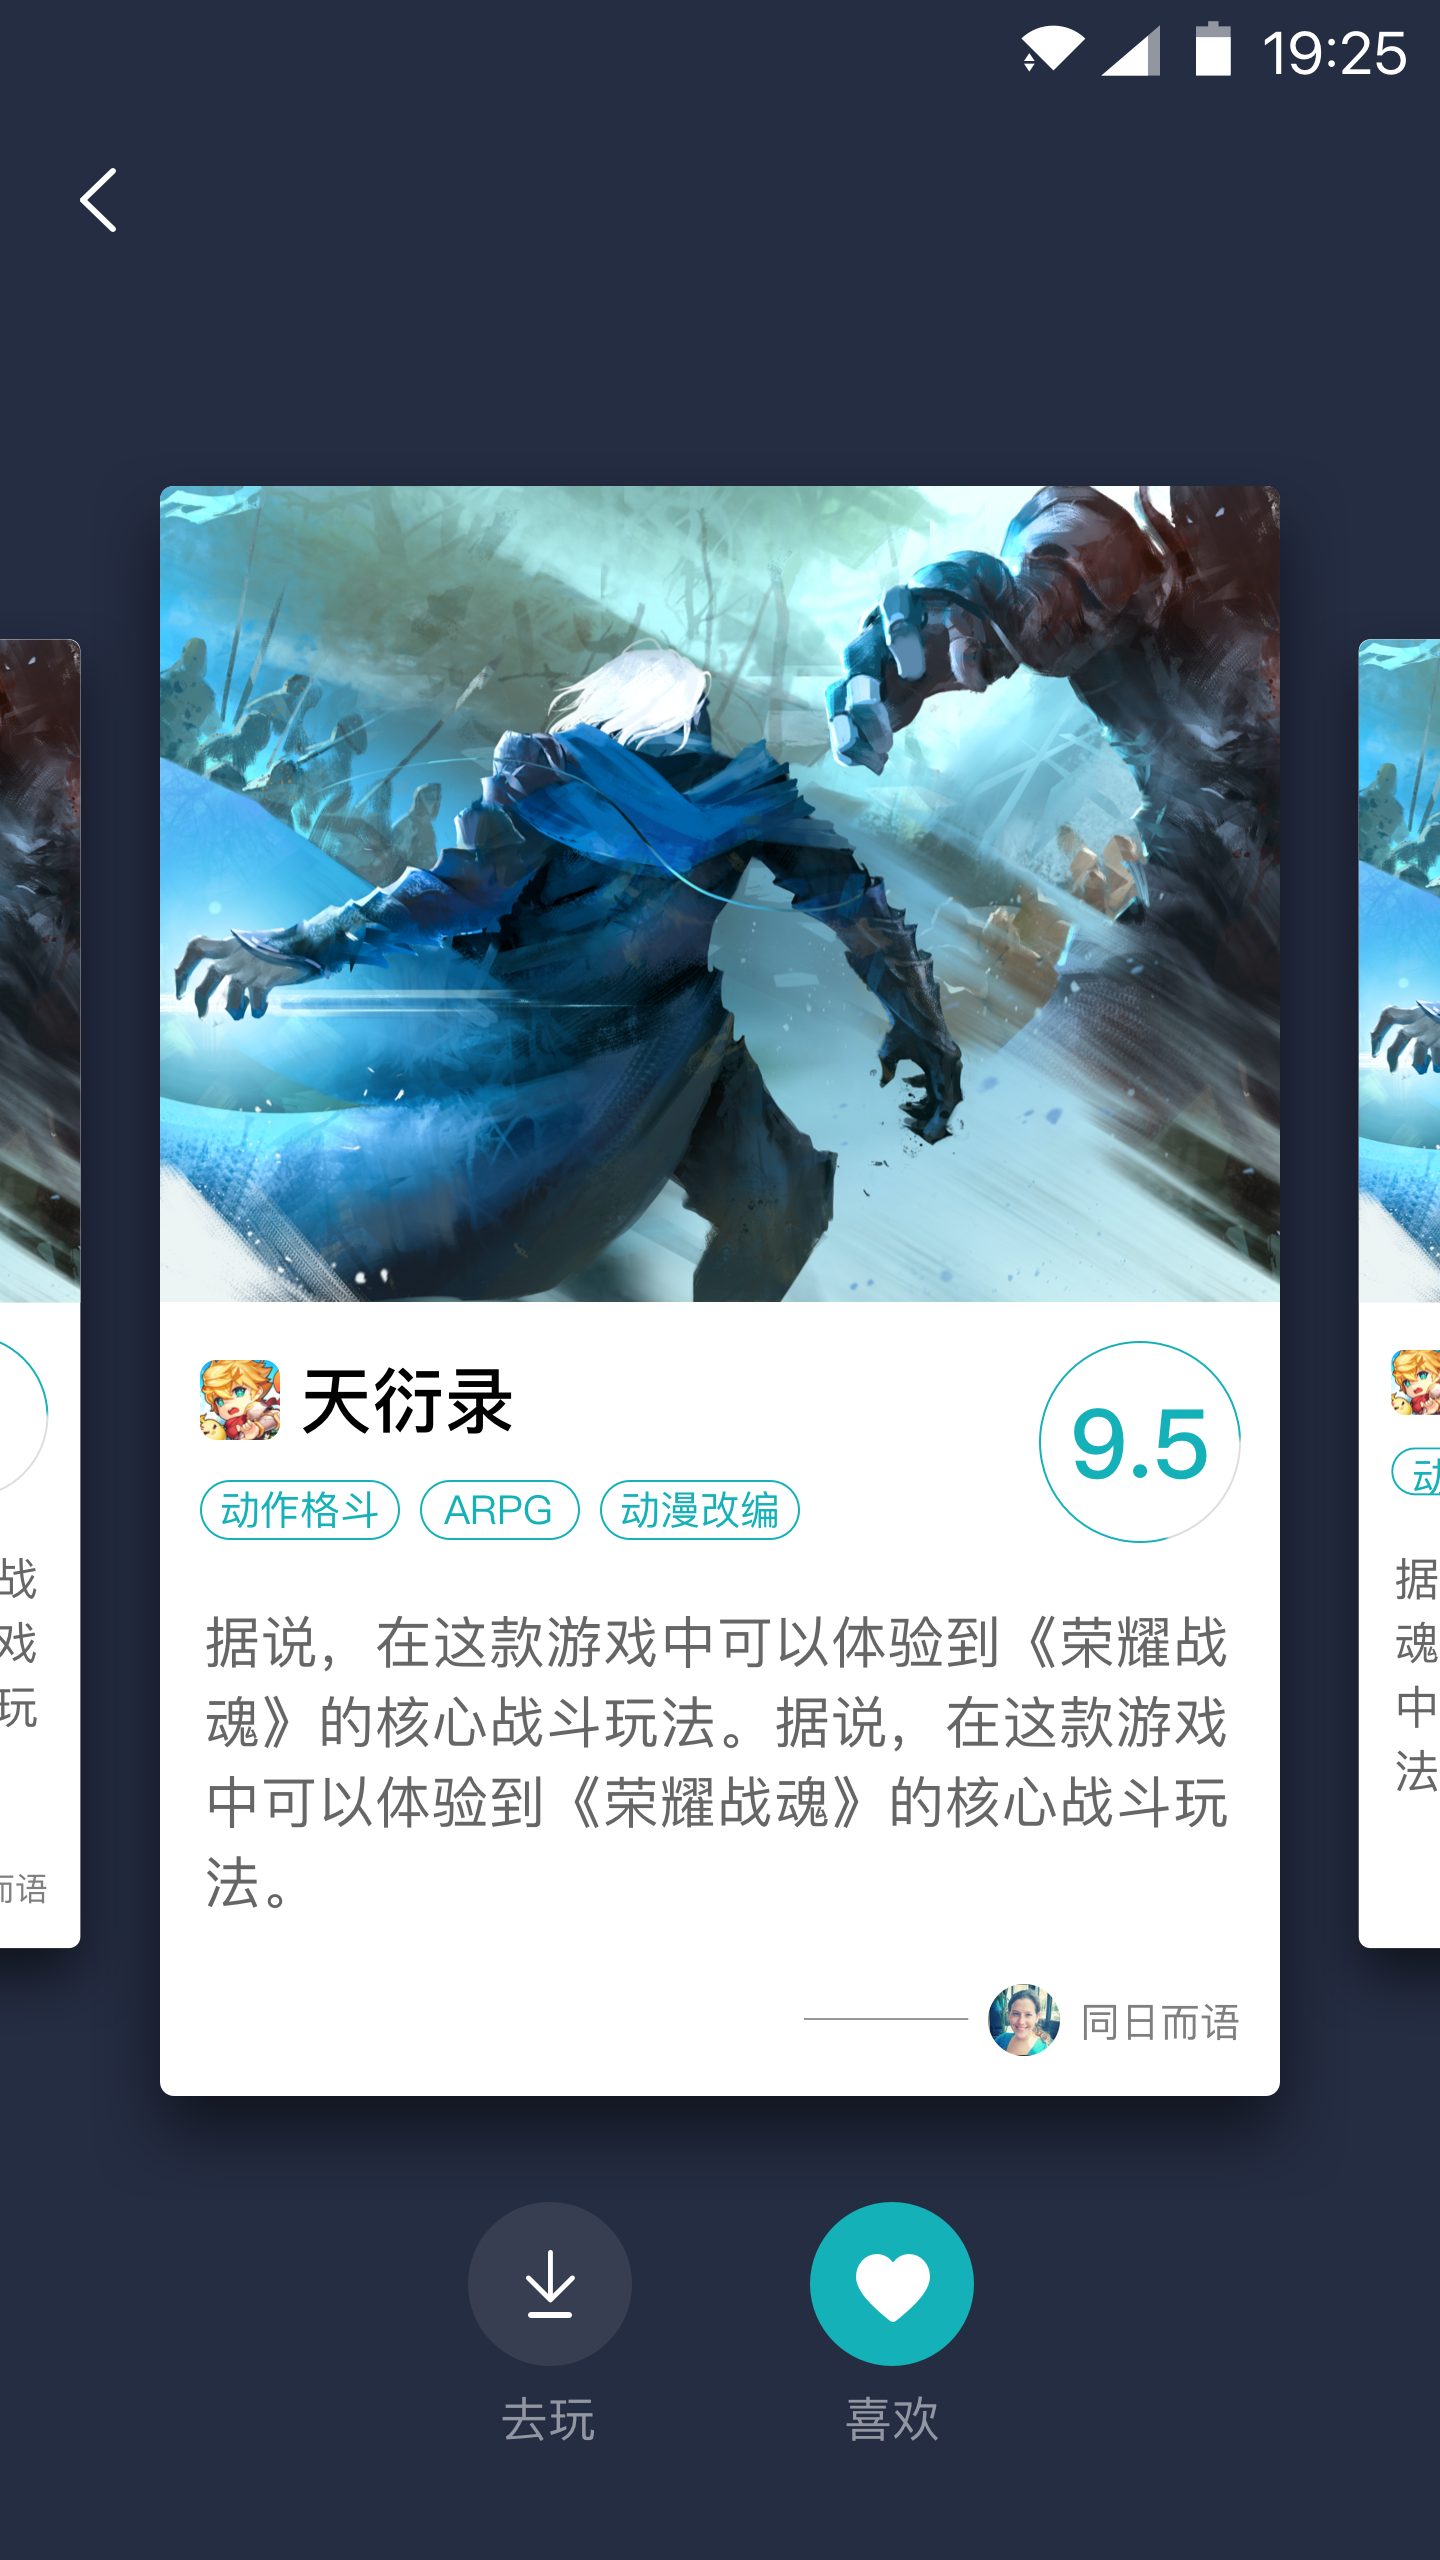 19:25
天衍录
9.5
动作格斗
ARPG
动漫改编
据说，在这款游戏中可以体验到《荣耀战
魂》的核心战斗玩法。据说，在这款游戏
中可以体验到《荣耀战魂》的核心战斗玩
法。
同日而语
战
戏
玩
而语
动
据
魂
中
法
去玩
喜欢